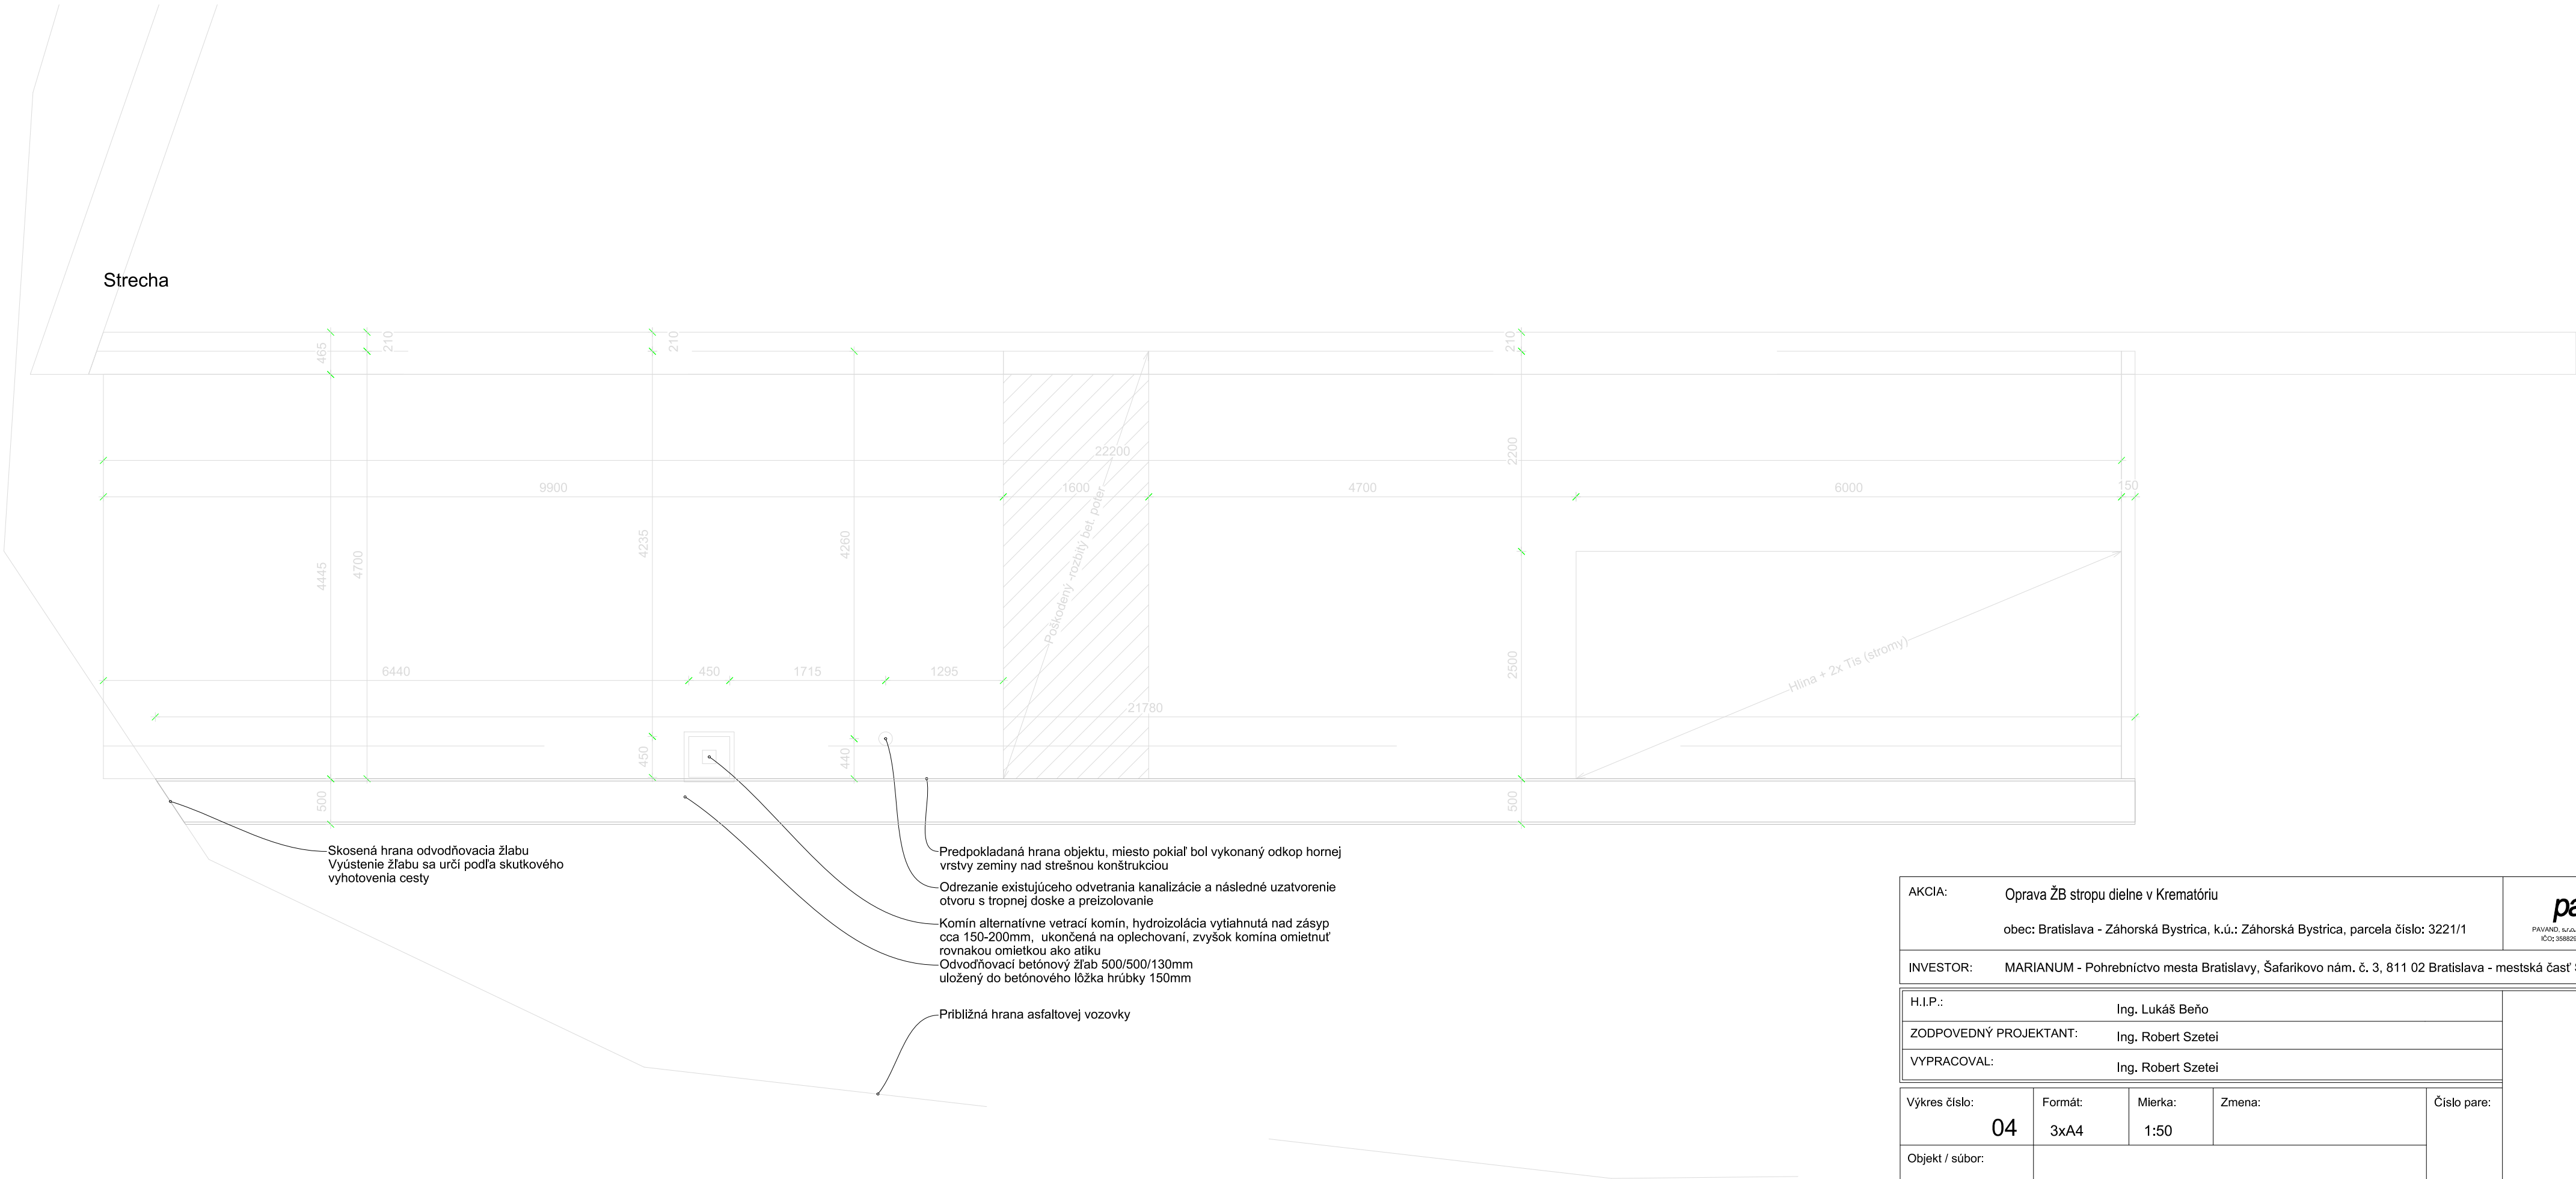 Strecha
465
210
210
210
22200
2200
9900
1600
4700
6000
150
4445
4700
4235
4260
Poškodený -rozbitý bet. poter
6440
450
1715
1295
2500
Hlina + 2x Tis (stromy)
21780
450
440
500
500
Skosená hrana odvodňovacia žlabu
Vyústenie žľabu sa určí podľa skutkového
vyhotovenia cesty
Predpokladaná hrana objektu, miesto pokiaľ bol vykonaný odkop hornej
vrstvy zeminy nad strešnou konštrukciou
Odrezanie existujúceho odvetrania kanalizácie a následné uzatvorenie
otvoru s tropnej doske a preizolovanie
Komín alternatívne vetrací komín, hydroizolácia vytiahnutá nad zásyp
cca 150-200mm, ukončená na oplechovaní, zvyšok komína omietnuť
rovnakou omietkou ako atiku
Odvodňovací betónový žľab 500/500/130mm
uložený do betónového lôžka hrúbky 150mm
Približná hrana asfaltovej vozovky
AKCIA:
Oprava ŽB stropu dielne v Krematóriu
obec: Bratislava - Záhorská Bystrica, k.ú.: Záhorská Bystrica, parcela číslo: 3221/1
pa
PAVAND, s.r.o.
IČO: 358829
INVESTOR:
MARIANUM - Pohrebníctvo mesta Bratislavy, Šafarikovo nám. č. 3, 811 02 Bratislava - mestská časť
H.I.P.:
Ing. Lukáš Beňo
ZODPOVEDNÝ PROJEKTANT:
Ing. Robert Szetei
VYPRACOVAL:
Ing. Robert Szetei
Výkres číslo:
04
Formát:
3xA4
Mierka:
1:50
Zmena:
Číslo pare:
Objekt / súbor: